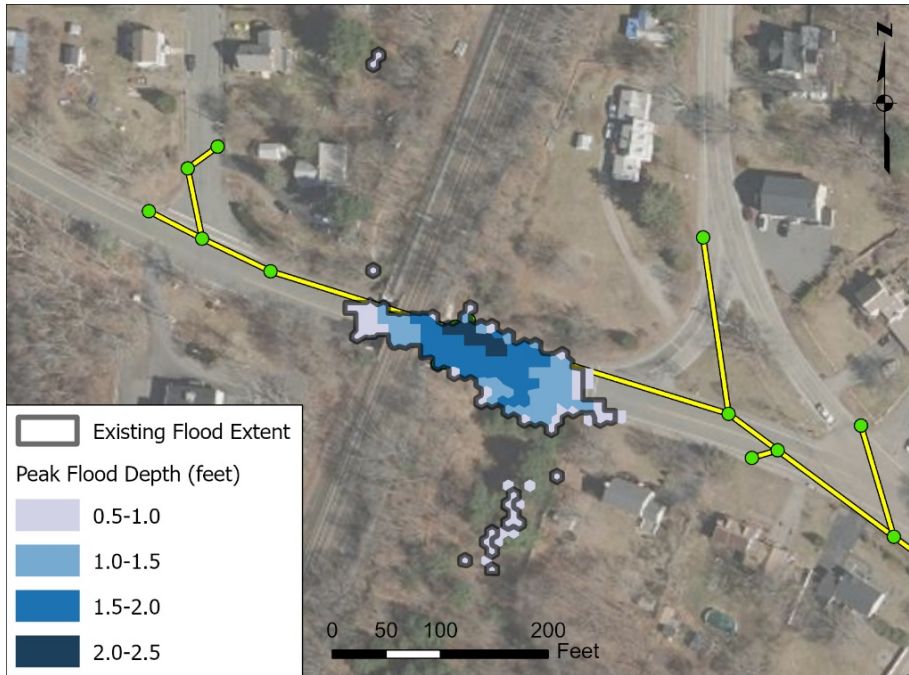 N
Existing Flood Extent
Peak Flood Depth (feet)
0.5-1.0
1.0-1.5
1.5-2.0
2.0-2.5
0 50 100 200
Feet